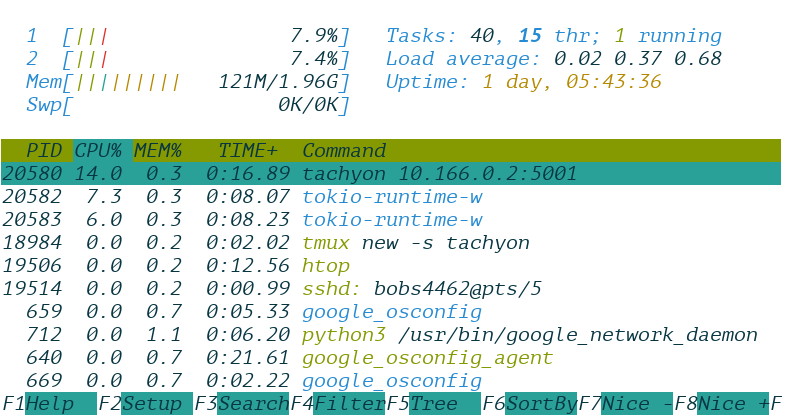 1 [||| 7.9%] Tasks: 40, 15 thr; 1 running
2 [||| 7.4%] Load average: 0.02 0.37 0.68
Mem[||||||||| 121M/1.96G] Uptime: 1 day, 05:43:36
Swp[ 0K/0K]
PID CPU% MEM% TIME+ Command
20580 14.0 0.3 0:16.89 tachyon 10.166.0.2:5001
20582 7.3 0.3 0:08.07 tokio-runtime-w
20583 6.0 0.3 0:08.23 tokio-runtime-w
18984 0.0 0.2 0:02.02 tmux new -s tachyon
19506 0.0 0.2 0:12.56 htop
19514 0.0 0.2 0:00.99 sshd: bobs4462@pts/5
659 0.0 0.7 0:05.33 google_osconfig
712 0.0 1.1 0:06.20 python3 /usr/bin/google_network_daemon
640 0.0 0.7 0:21.61 google_osconfig_agent
669 0.0 0.7 0:02.22 google_osconfig
F1Help F2Setup F3SearchF4FilterF5Tree F6SortByF7Nice -F8Nice +F